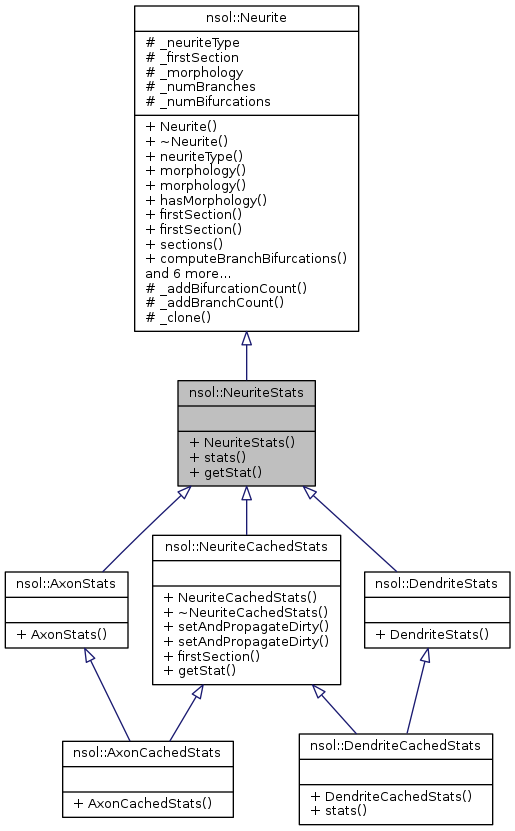 nsol::Neurite
# _neuriteType
# _firstSection
# _morphology
# _numBranches
# _numBifurcations
+ Neurite()
+ ~Neurite()
+ neuriteType()
+ morphology()
+ morphology()
+ hasMorphology()
+ firstSection()
+ firstSection()
+ sections()
+ computeBranchBifurcations()
and 6 more...
# _addBifurcationCount()
# _addBranchCount()
# _clone()
nsol::NeuriteStats
+ NeuriteStats()
+ stats()
+ getStat()
nsol::AxonStats
+ AxonStats()
nsol::NeuriteCachedStats
+ NeuriteCachedStats()
+ ~NeuriteCachedStats()
+ setAndPropagateDirty()
+ setAndPropagateDirty()
+ firstSection()
+ getStat()
nsol::DendriteStats
+ DendriteStats()
nsol::AxonCachedStats
+ AxonCachedStats()
nsol::DendriteCachedStats
+ DendriteCachedStats()
+ stats()